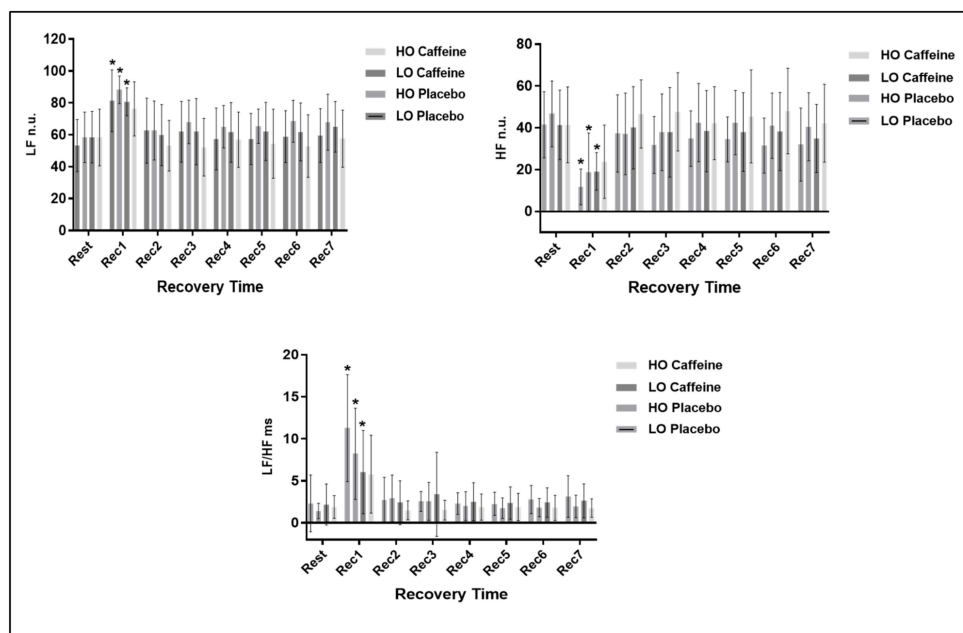 LF n.u.
120
100
80
60
40
20
0
* * *
Rest Rec1 Rec2 Rec3 Rec4 Rec5 Rec6 Rec7
Recovery Time
HO Caffeine
LO Caffeine
HO Placebo
LO Placebo
HF n.u.
80
60
40
20
0
* * *
Rest Rec1 Rec2 Rec3 Rec4 Rec5 Rec6 Rec7
Recovery Time
HO Caffeine
LO Caffeine
HO Placebo
LO Placebo
LF/HF ms
20
15
10
5
0
* * *
Rest Rec1 Rec2 Rec3 Rec4 Rec5 Rec6 Rec7
Recovery Time
HO Caffeine
LO Caffeine
HO Placebo
LO Placebo